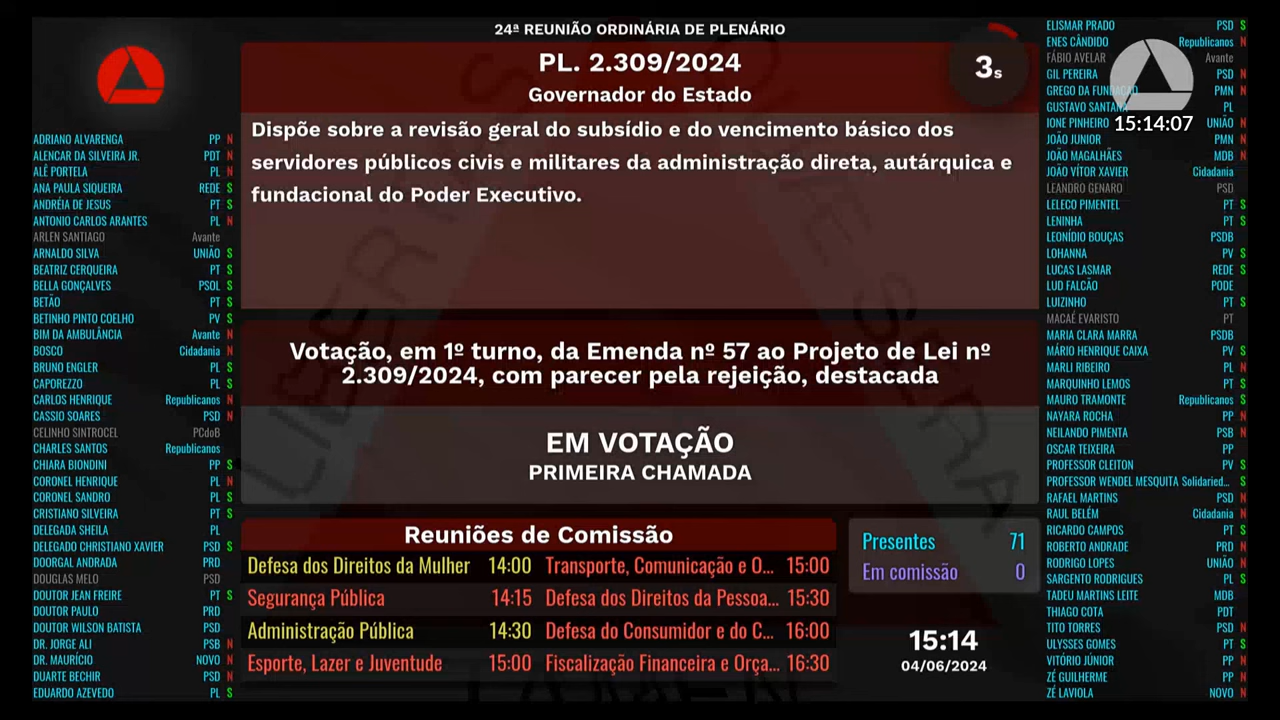 24ª REUNIÃO ORDINÁRIA DE PLENÁRIO
PL. 2.309/2024
Governador do Estado
3s
Dispõe sobre a revisão geral do subsídio e do vencimento básico dos
servidores públicos civis e militares da administração direta, autárquica e
fundacional do Poder Executivo.
Votação, em 1º turno, da Emenda nº 57 ao Projeto de Lei nº
2.309/2024, com parecer pela rejeição, destacada
EM VOTAÇÃO
PRIMEIRA CHAMADA
Reuniões de Comissão
Defesa dos Direitos da Mulher 14:00 Transporte, Comunicação e O... 15:00
Segurança Pública 14:15 Defesa dos Direitos da Pessoa... 15:30
Administração Pública 14:30 Defesa do Consumidor e do C... 16:00
Esporte, Lazer e Juventude 15:00 Fiscalização Financeira e Orça... 16:30
Presentes 71
Em comissão 0
15:14
04/06/2024
ADRIANO ALVARENGA PP N
ALENCAR DA SILVEIRA JR. PDT N
ALÊ PORTELA PL N
ANA PAULA SIQUEIRA REDE S
ANDRÉIA DE JESUS PT S
ANTONIO CARLOS ARANTES PL N
ARLEN SANTIAGO Avante
ARNALDO SILVA UNIÃO S
BEATRIZ CERQUEIRA PT S
BELLA GONÇALVES PSOL S
BETÃO PT S
BETINHO PINTO COELHO PV S
BIM DA AMBULÂNCIA Avante N
BOSCO Cidadania N
BRUNO ENGLER PL S
CAPOREZZO PL S
CARLOS HENRIQUE Republicanos N
CASSIO SOARES PSD N
CELINHO SINTROCEL PCdoB
CHARLES SANTOS Republicanos
CHIARA BIONDINI PP S
CORONEL HENRIQUE PL N
CORONEL SANDRO PL S
CRISTIANO SILVEIRA PT S
DELEGADA SHEILA PL
DELEGADO CHRISTIANO XAVIER PSD S
DOORGAL ANDRADA PRD
DOUGLAS MELO PSD
DOUTOR JEAN FREIRE PT S
DOUTOR PAULO PRD
DOUTOR WILSON BATISTA PSD
DR. JORGE ALI PSB N
DR. MAURÍCIO NOVO N
DUARTE BECHIR PSD N
EDUARDO AZEVEDO PL S
ELISMAR PRADO PSD S
ENES CÂNDIDO Republicanos N
FÁBIO AVELAR Avante
GIL PEREIRA PSD N
GREGO DA FUNDAÇÃO PMN N
GUSTAVO SANTANA PL
15:14:07
IONE PINHEIRO UNIÃO N
JOÃO JUNIOR PMN N
JOÃO MAGALHÃES MDB N
JOÃO VÍTOR XAVIER Cidadania
LEANDRO GENARO PSD
LELECO PIMENTEL PT S
LENINHA PT S
LEONÍDIO BOUÇAS PSDB
LOHANNA PV S
LUCAS LASMAR REDE S
LUD FALCÃO PODE
LUIZINHO PT S
MACAÉ EVARISTO PT
MARIA CLARA MARRA PSDB
MÁRIO HENRIQUE CAIXA PV S
MARLI RIBEIRO PL N
MARQUINHO LEMOS PT S
MAURO TRAMONTE Republicanos S
NAYARA ROCHA PP N
NEILANDO PIMENTA PSB N
OSCAR TEIXEIRA PP
PROFESSOR CLEITON PV S
PROFESSOR WENDEL MESQUITA Solidaried... S
RAFAEL MARTINS PSD N
RAUL BELÉM Cidadania N
RICARDO CAMPOS PT S
ROBERTO ANDRADE PRD N
RODRIGO LOPES UNIÃO N
SARGENTO RODRIGUES PL S
TADEU MARTINS LEITE MDB
THIAGO COTA PDT
TITO TORRES PSD N
ULYSSES GOMES PT S
VITÓRIO JÚNIOR PP N
ZÉ GUILHERME PP N
ZÉ LAVIOLA NOVO N